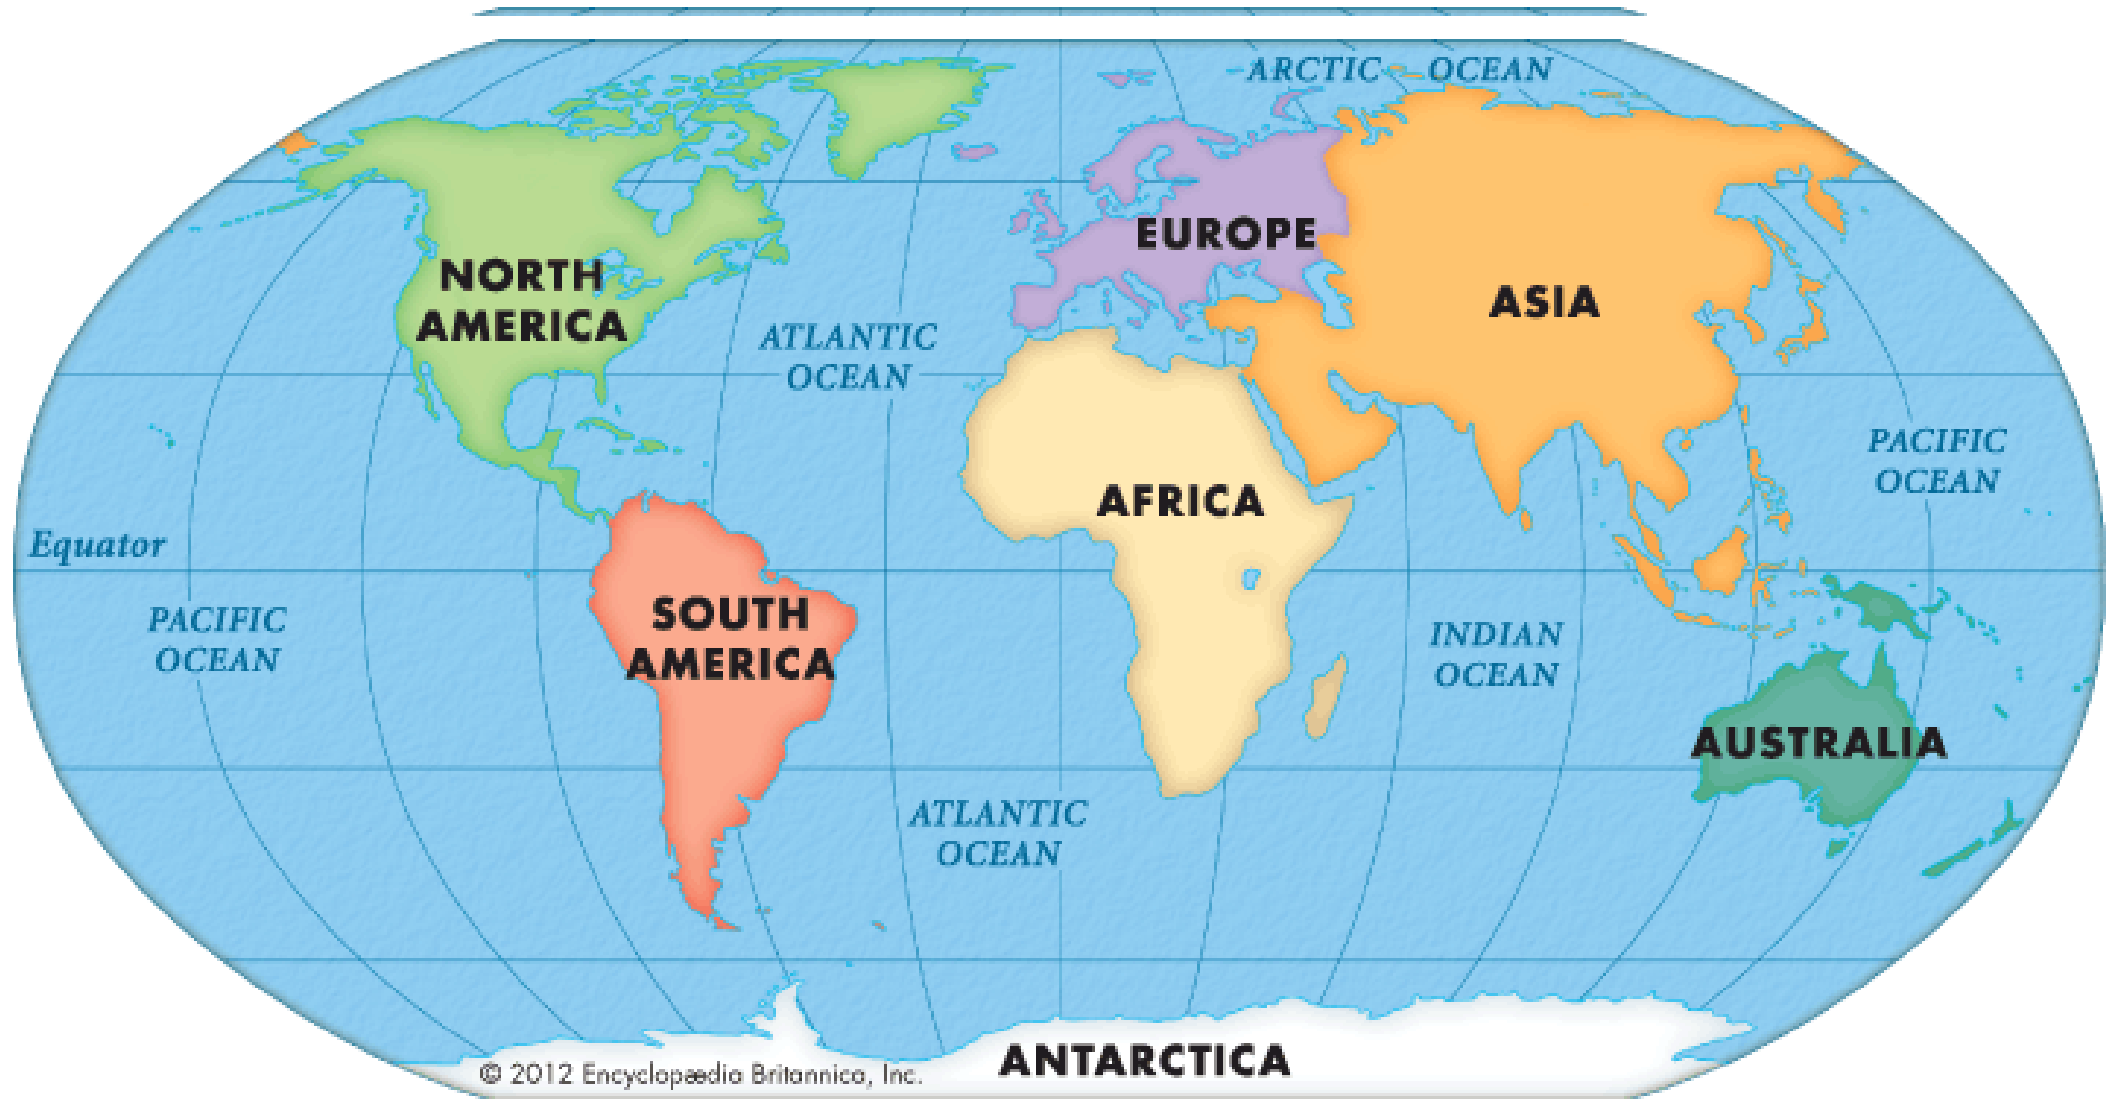 ARCTIC OCEAN
EUROPE
NORTH
AMERICA
ASIA
ATLANTIC
OCEAN
PACIFIC
OCEAN
AFRICA
Equator
SOUTH
AMERICA
PACIFIC
OCEAN
INDIAN
OCEAN
AUSTRALIA
ATLANTIC
OCEAN
ANTARCTICA
© 2012 Encyclopædia Britannica, Inc.